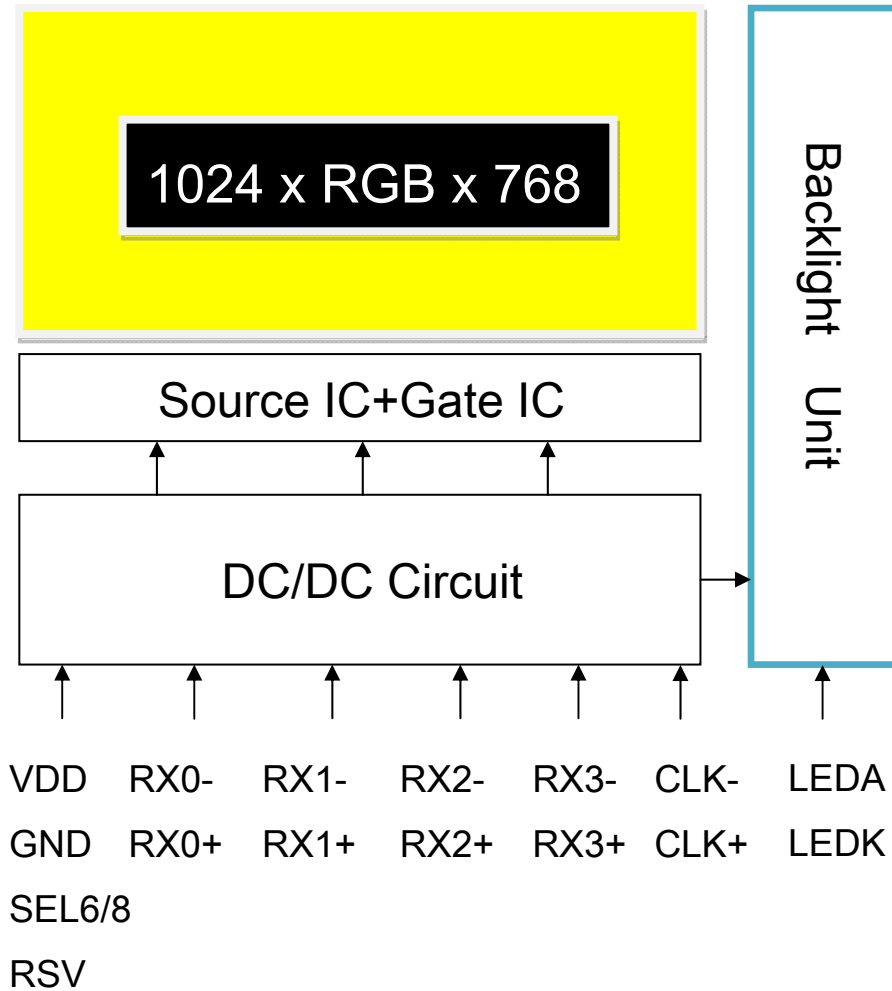 1024 x RGB x 768
Backlight Unit
Source IC+Gate IC
DC/DC Circuit
VDD RX0- RX1- RX2- RX3- CLK- LEDA
GND RX0+ RX1+ RX2+ RX3+ CLK+ LEDK
SEL6/8
RSV